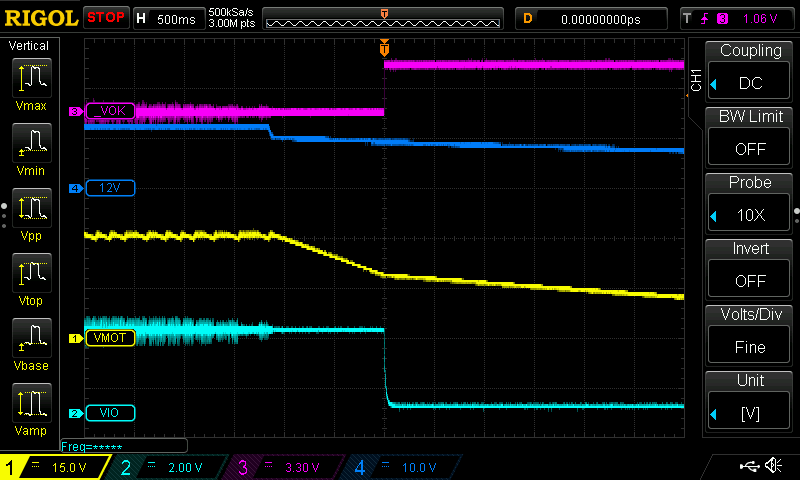 RIGOL STOP H 500ms 500kSa/s 3.00M pts T D 0.00000000ps T 3 1.06 V
Vertical
Vmax
Vmin
Vpp
Vtop
Vbase
Vamp
T
3 _VOK
4 12V
1 VMOT
2 VIO
Freq=*****
CH1
Coupling
DC
BW Limit
OFF
Probe
10X
Invert
OFF
Volts/Div
Fine
Unit
[V]
1 15.0 V 2 2.00 V 3 3.30 V 4 10.0 V